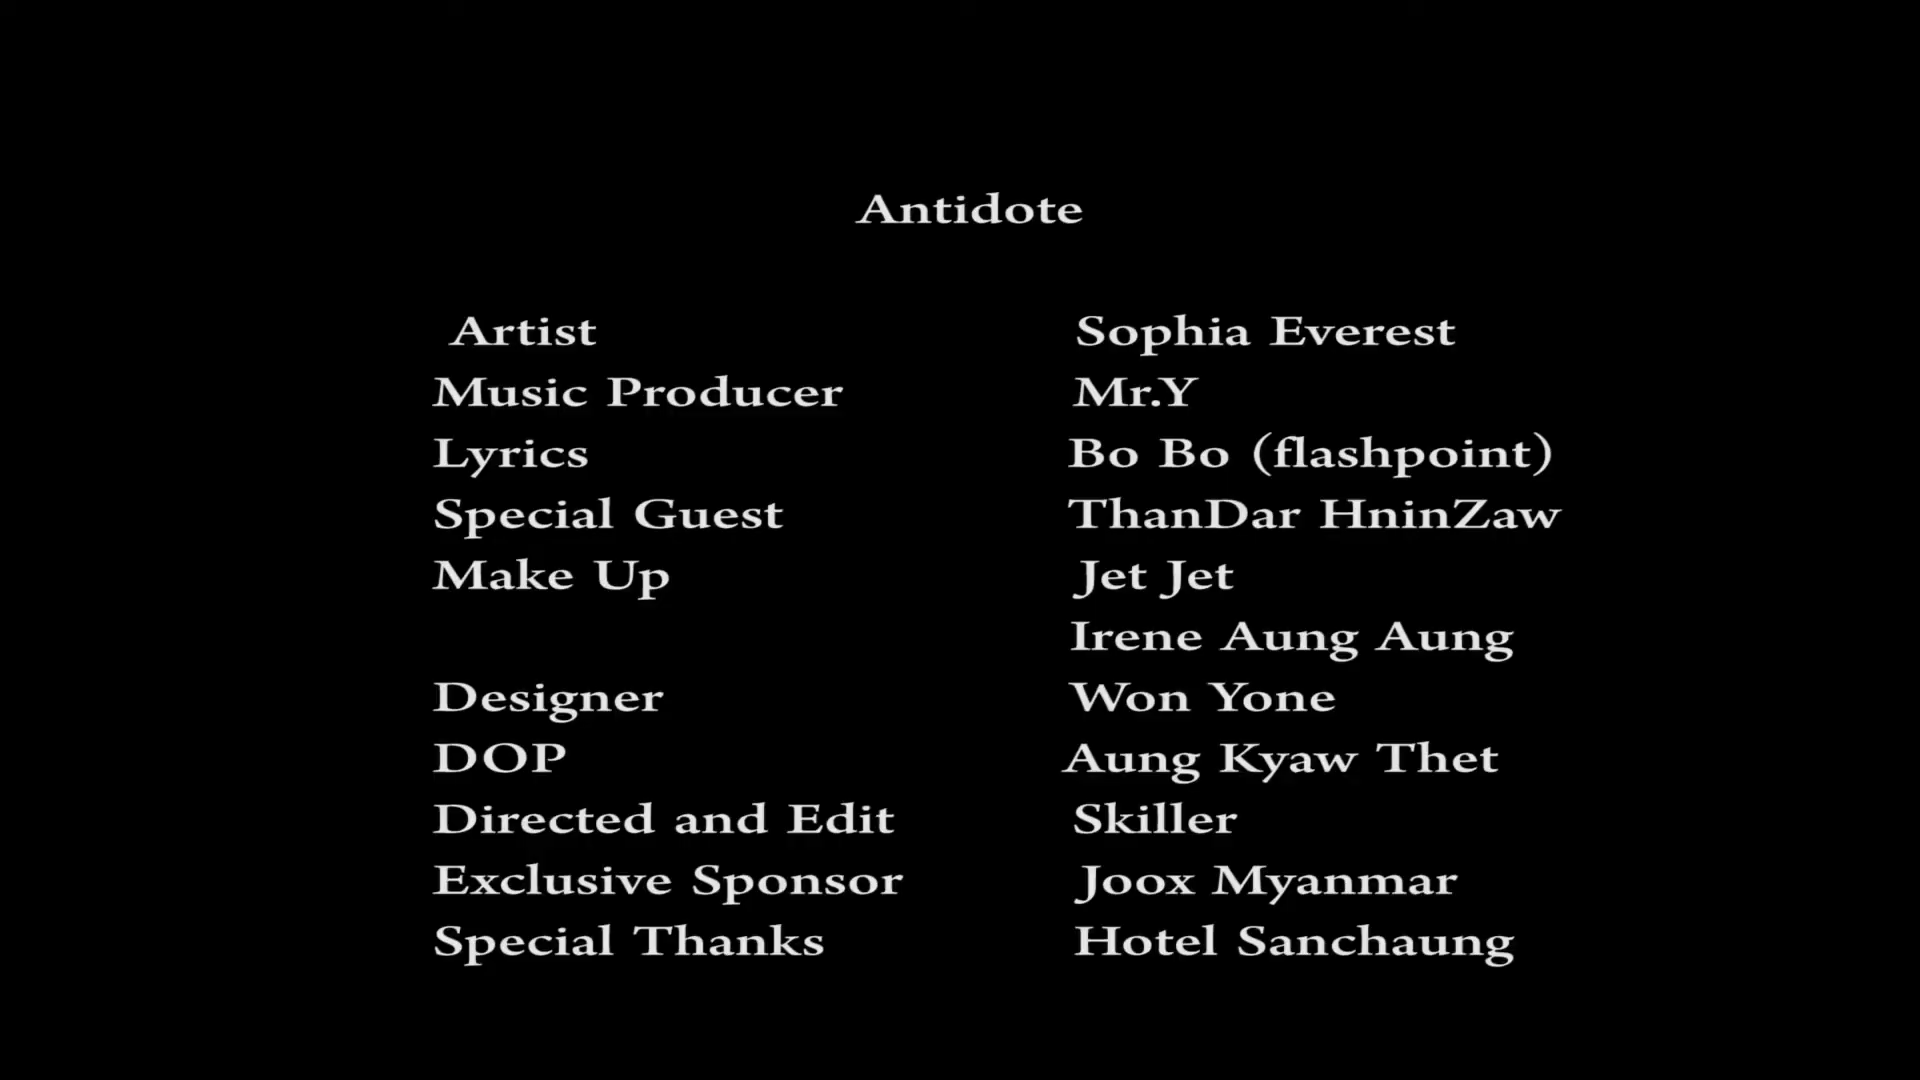 Antidote
Artist Sophia Everest
Music Producer Mr.Y
Lyrics Bo Bo (flashpoint)
Special Guest ThanDar HninZaw
Make Up Jet Jet
Irene Aung Aung
Designer Won Yone
DOP Aung Kyaw Thet
Directed and Edit Skiller
Exclusive Sponsor Joox Myanmar
Special Thanks Hotel Sanchaung